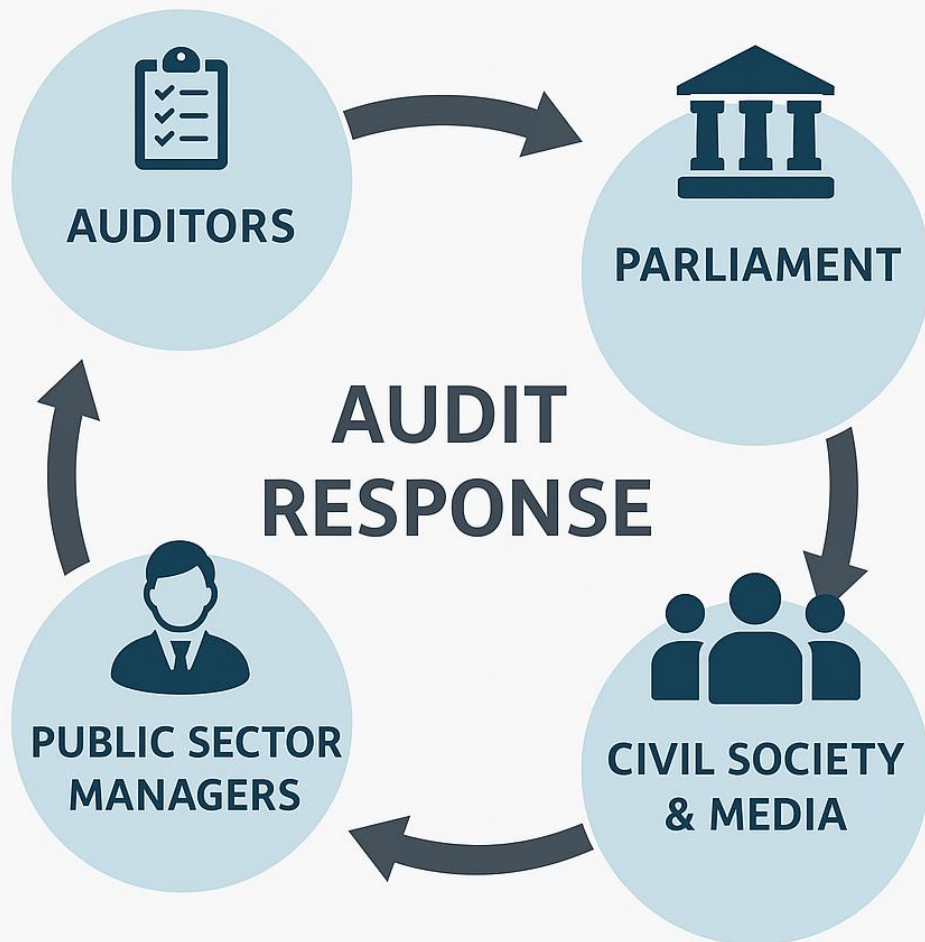 AUDITORS
PARLIAMENT
AUDIT
RESPONSE
PUBLIC SECTOR
MANAGERS
CIVIL SOCIETY
& MEDIA